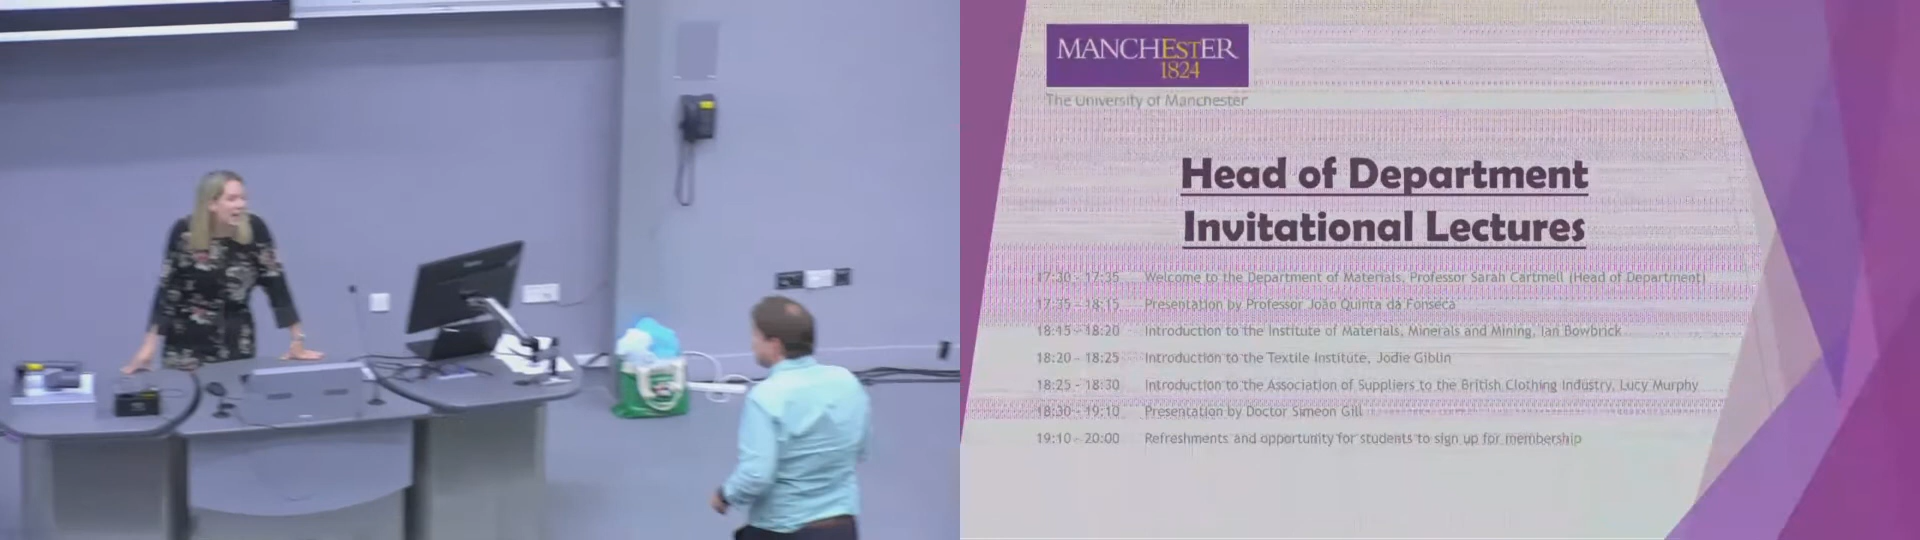 MANCHESTER
1824
The University of Manchester
Head of Department
Invitational Lectures
17:30 - 17:35 Welcome to the Department of Materials, Professor Sarah Cartmell (Head of Department)
17:35 - 18:15 Presentation by Professor João Quinta da Fonseca
18:15 - 18:20 Introduction to the Institute of Materials, Minerals and Mining, Ian Bowbrick
18:20 - 18:25 Introduction to the Textile Institute, Jodie Giblin
18:25 - 18:30 Introduction to the Association of Suppliers to the British Clothing Industry, Lucy Murphy
18:30 - 19:10 Presentation by Doctor Simeon Gill
19:10 - 20:00 Refreshments and opportunity for students to sign up for membership